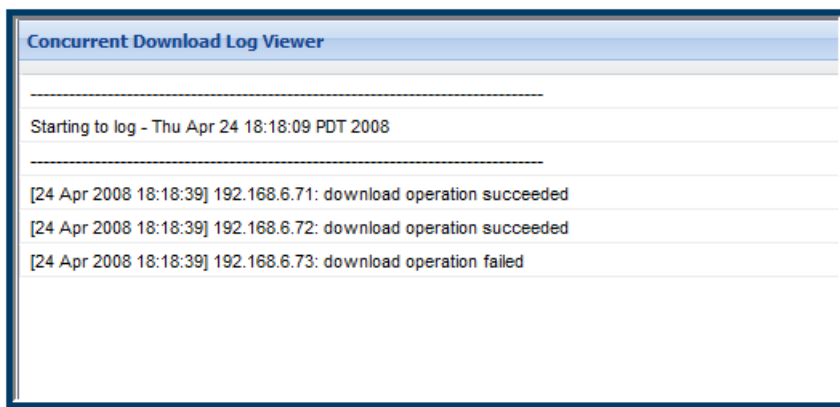 Concurrent Download Log Viewer
--------------------------------------------------------------------------------
Starting to log - Thu Apr 24 18:18:09 PDT 2008
--------------------------------------------------------------------------------
[24 Apr 2008 18:18:39] 192.168.6.71: download operation succeeded
[24 Apr 2008 18:18:39] 192.168.6.72: download operation succeeded
[24 Apr 2008 18:18:39] 192.168.6.73: download operation failed